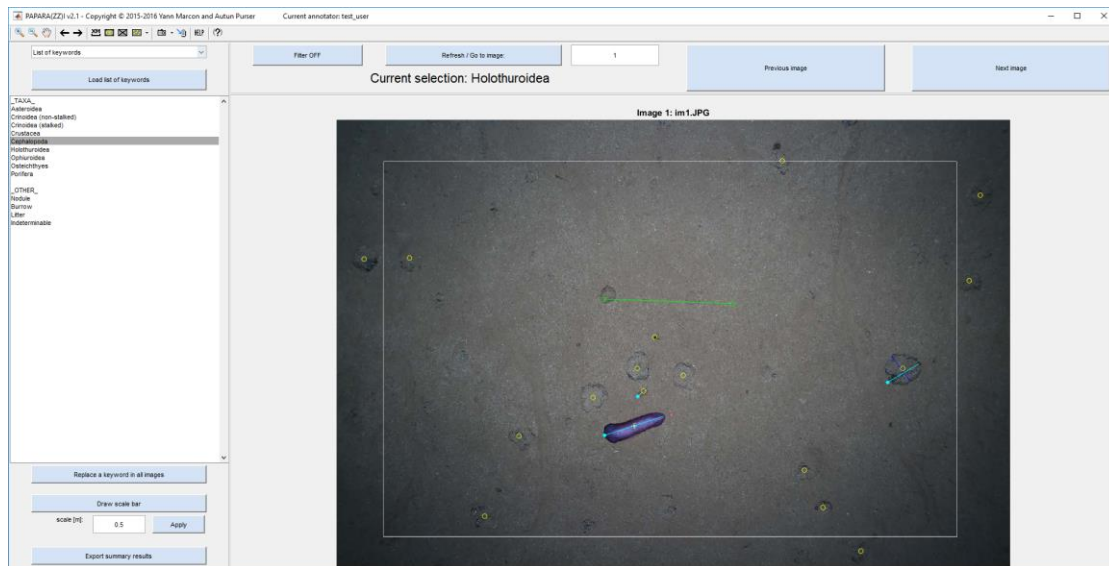 PAPARA(ZZ)I v2.1 - Copyright © 2015-2016 Yann Marcon and Autun Purser
Current annotator: test_user
HELP
List of keywords
Load list of keywords
Filter OFF
Refresh / Go to image:
1
Previous image
Next image
Current selection: Holothuroidea
_TAXA_
Asteroidea
Crinoidea (non-stalked)
Crinoidea (stalked)
Crustacea
Cephalopoda
Holothuroidea
Ophiuroidea
Osteichthyes
Porifera
_OTHER_
Nodule
Burrow
Litter
Indeterminable
Image 1: im1.JPG
Replace a keyword in all images
Draw scale bar
scale [m]:
0.5
Apply
Export summary results